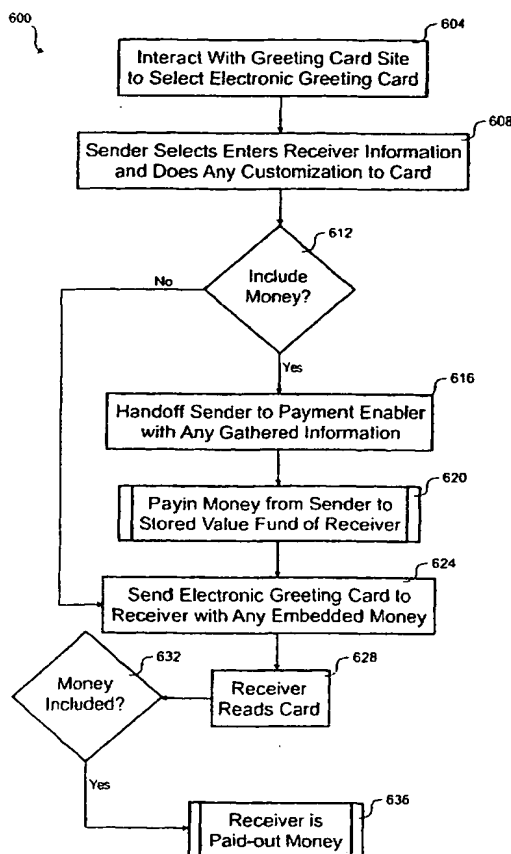 600
604
Interact With Greeting Card Site
to Select Electronic Greeting Card
608
Sender Selects Enters Receiver Information
and Does Any Customization to Card
612
Include
Money?
No
Yes
616
Handoff Sender to Payment Enabler
with Any Gathered Information
620
Payin Money from Sender to
Stored Value Fund of Receiver
624
Send Electronic Greeting Card to
Receiver with Any Embedded Money
632
Money
Included?
628
Receiver
Reads Card
Yes
636
Receiver is
Paid-out Money